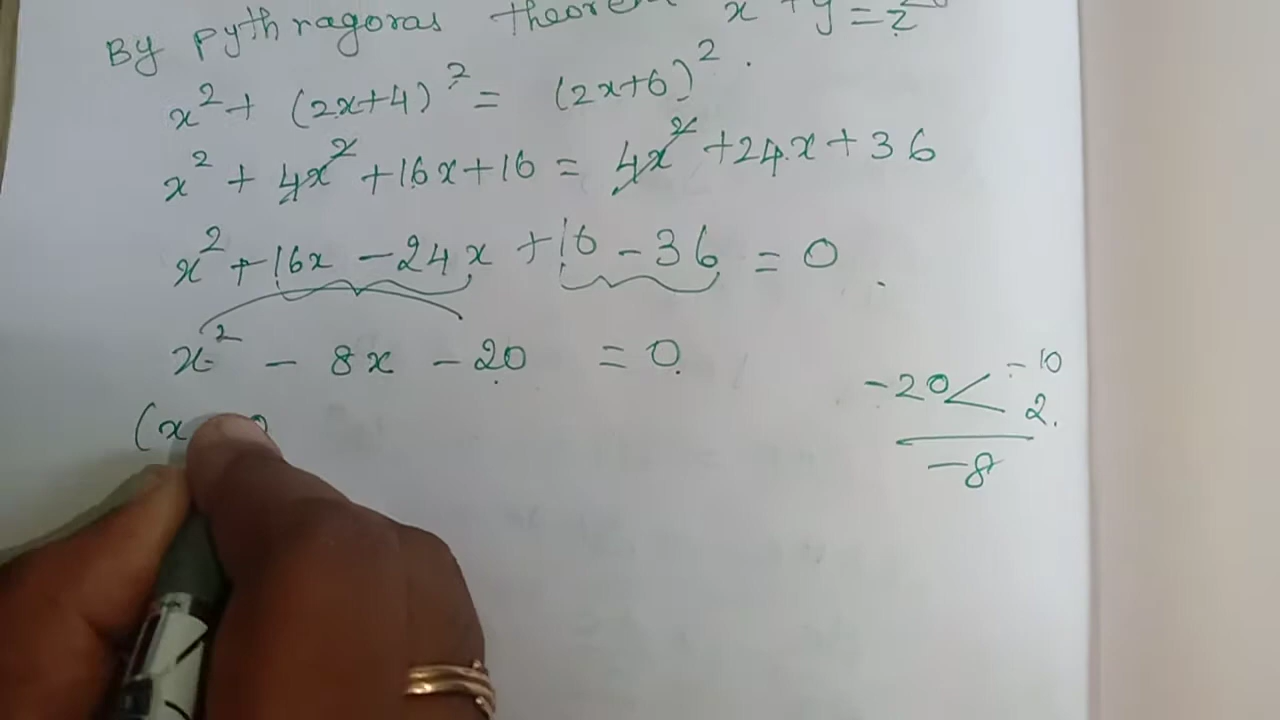 By pythragoras theorem x + y = z
x² + (2x+4)² = (2x+6)².
x² + 4x² + 16x + 16 = 4x² + 24x + 36
x² + 16x - 24x + 16 - 36 = 0
x² - 8x - 20 = 0
-20 < -10
2.
-8
(x